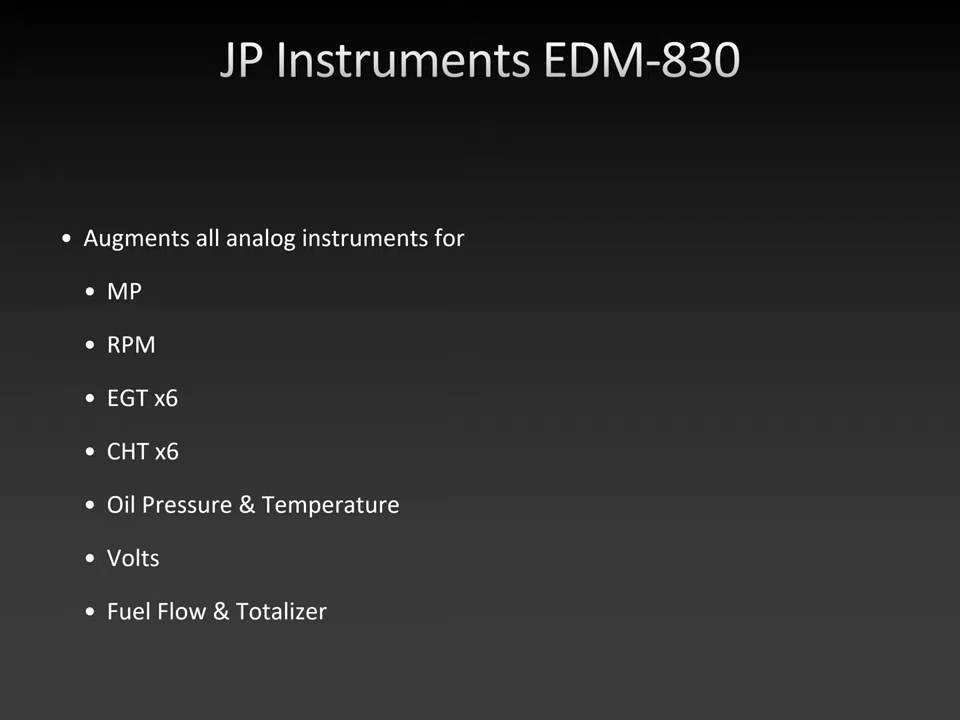 JP Instruments EDM-830
• Augments all analog instruments for
• MP
• RPM
• EGT x6
• CHT x6
• Oil Pressure & Temperature
• Volts
• Fuel Flow & Totalizer